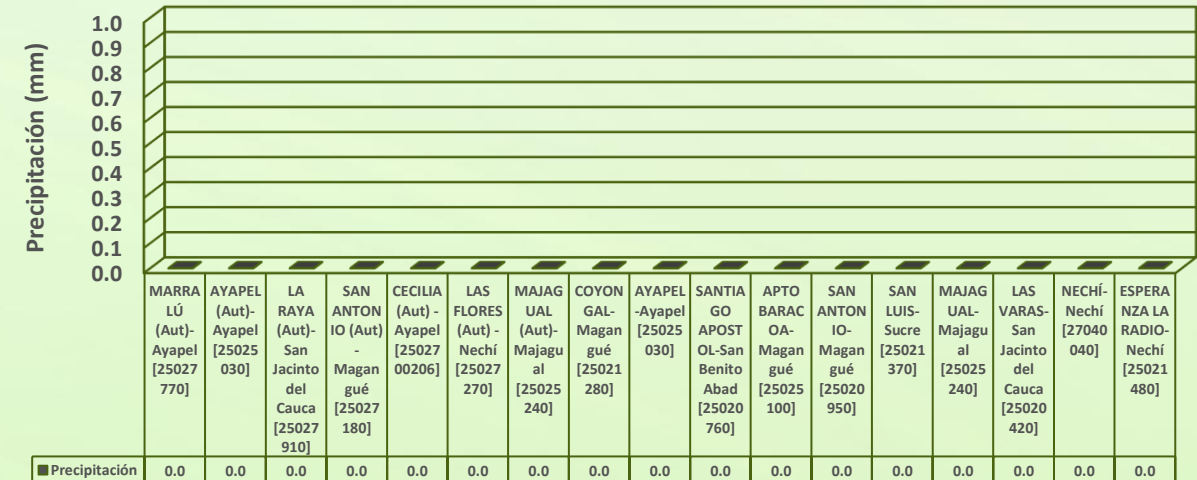 Precipitación (mm)
1.0
0.9
0.8
0.7
0.6
0.5
0.4
0.3
0.2
0.1
0.0
MARRA
LÚ
(Aut)-
Ayapel
[25027
770]
AYAPEL
(Aut)-
Ayapel
[25025
030]
LA
RAYA
(Aut)-
San
Jacinto
del
Cauca
[25027
910]
SAN
ANTON
IO (Aut)
-
Magan
gué
[25027
180]
CECILIA
(Aut) -
Ayapel
[25027
00206]
LAS
FLORES
(Aut) -
Nechí
[25027
270]
MAJAG
UAL
(Aut)-
Majagu
al
[25025
240]
COYON
GAL-
Magan
gué
[25021
280]
AYAPEL
-Ayapel
[25025
030]
SANTIA
GO
APOST
OL-San
Benito
Abad
[25020
760]
APTO
BARAC
OA-
Magan
gué
[25025
100]
SAN
ANTON
IO-
Magan
gué
[25020
950]
SAN
LUIS-
Sucre
[25021
370]
MAJAG
UAL-
Majagu
al
[25025
240]
LAS
VARAS-
San
Jacinto
del
Cauca
[25020
420]
NECHÍ-
Nechí
[27040
040]
ESPERA
NZA LA
RADIO-
Nechí
[25021
480]
Precipitación 0.0 0.0 0.0 0.0 0.0 0.0 0.0 0.0 0.0 0.0 0.0 0.0 0.0 0.0 0.0 0.0 0.0